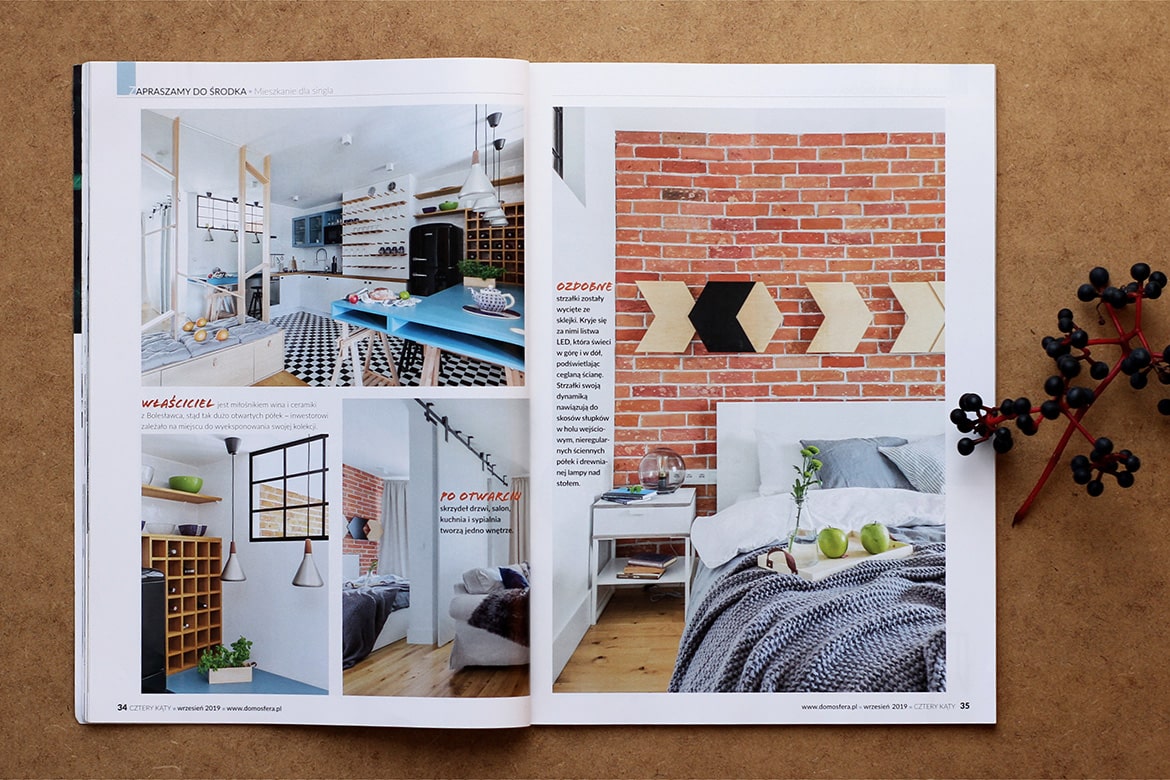 ZAPRASZAMY DO ŚRODKA • Mieszkanie dla singla
WŁAŚCICIEL jest miłośnikiem wina i ceramiki
z Bolesławca, stąd tak dużo otwartych półek – inwestorowi
zależało na miejscu do wyeksponowania swojej kolekcji.
PO OTWARCIU
skrzydeł drzwi, salon,
kuchnia i sypialnia
tworzą jedno wnętrze.
34 CZTERY KĄTY • wrzesień 2019 • www.domosfera.pl
OZDOBNE
strzałki zostały
wycięte ze
sklejki. Kryje się
za nimi listwa
LED, która świeci
w górę i w dół,
podświetlając
ceglaną ścianę.
Strzałki swoją
dynamiką
nawiązują do
skosów słupków
w holu wejścio-
wym, nieregular-
nych ściennych
półek i drewnia-
nej lampy nad
stołem.
www.domosfera.pl • wrzesień 2019 • CZTERY KĄTY 35